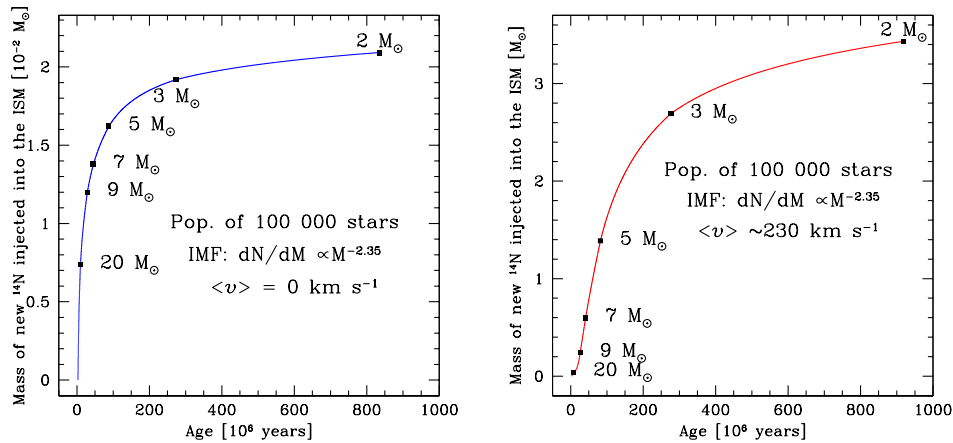 Mass of new ¹⁴N injected into the ISM [10⁻² M☉]
2
1.5
1
0.5
0
2 M☉
3 M☉
5 M☉
7 M☉
9 M☉
20 M☉
Pop. of 100 000 stars
IMF: dN/dM ∝M⁻²·³⁵
<υ> = 0 km s⁻¹
0 200 400 600 800 1000
Age [10⁶ years]
Mass of new ¹⁴N injected into the ISM [M☉]
3
2
1
0
2 M☉
3 M☉
5 M☉
7 M☉
9 M☉
20 M☉
Pop. of 100 000 stars
IMF: dN/dM ∝M⁻²·³⁵
<υ> ~230 km s⁻¹
0 200 400 600 800 1000
Age [10⁶ years]